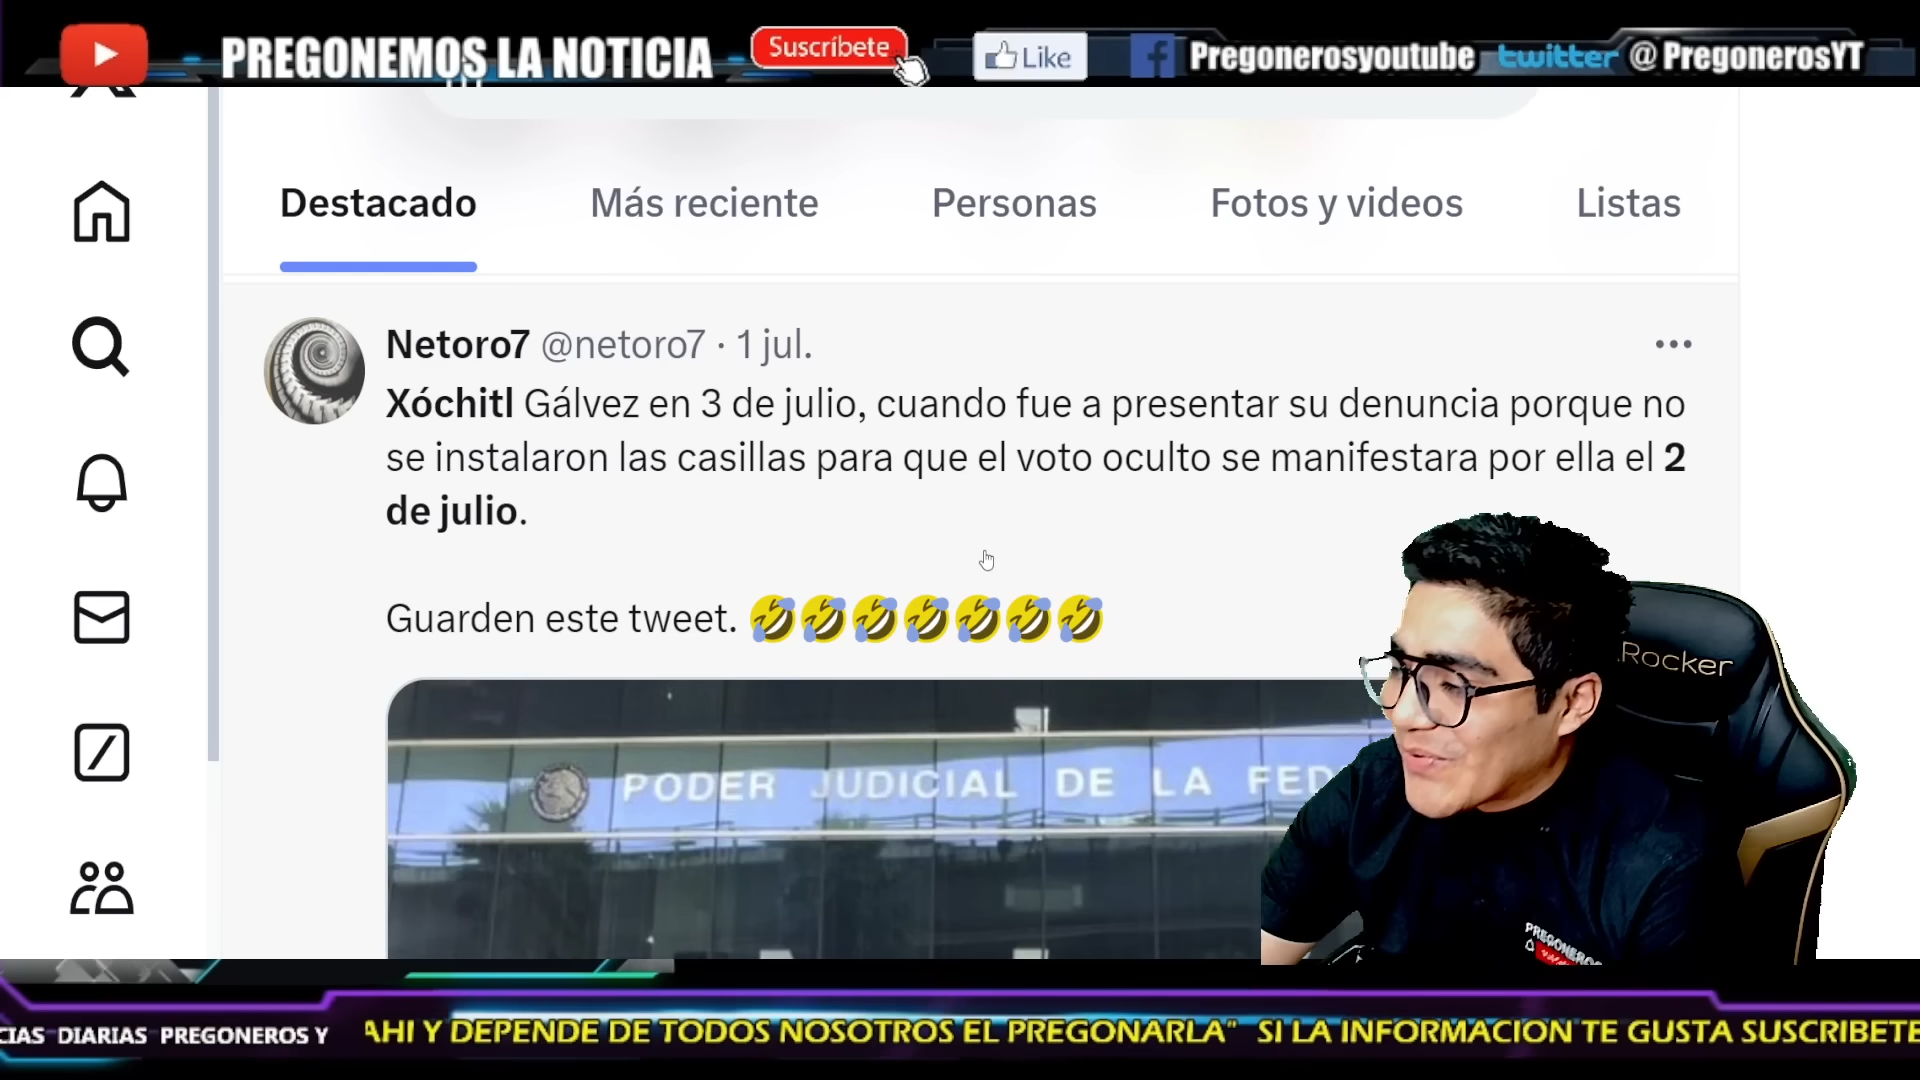 PREGONEMOS LA NOTICIA
Suscríbete
Like
Pregonerosyoutube
twitter @PregonerosYT
Destacado
Más reciente
Personas
Fotos y videos
Listas
Netoro7 @netoro7 · 1 jul.
Xóchitl Gálvez en 3 de julio, cuando fue a presentar su denuncia porque no
se instalaron las casillas para que el voto oculto se manifestara por ella el 2
de julio.
Guarden este tweet. 🤣🤣🤣🤣🤣🤣🤣
PODER JUDICIAL DE LA FED
Rocker
PREGONEROS
CIAS DIARIAS PREGONEROS Y
AHI Y DEPENDE DE TODOS NOSOTROS EL PREGONARLA" SI LA INFORMACION TE GUSTA SUSCRIBETE